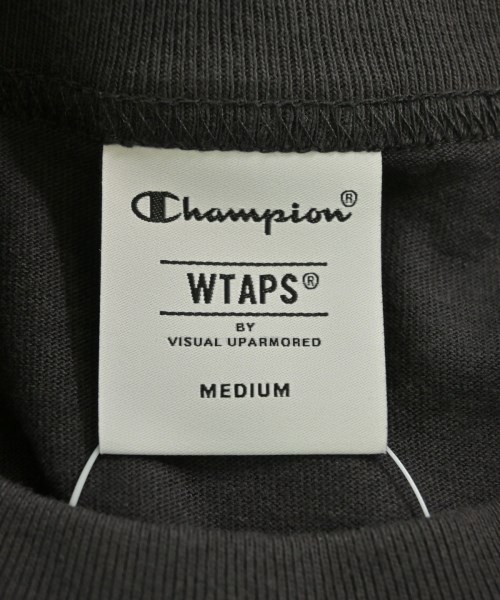 Champion®
WTAPS®
BY
VISUAL UPARMORED
MEDIUM